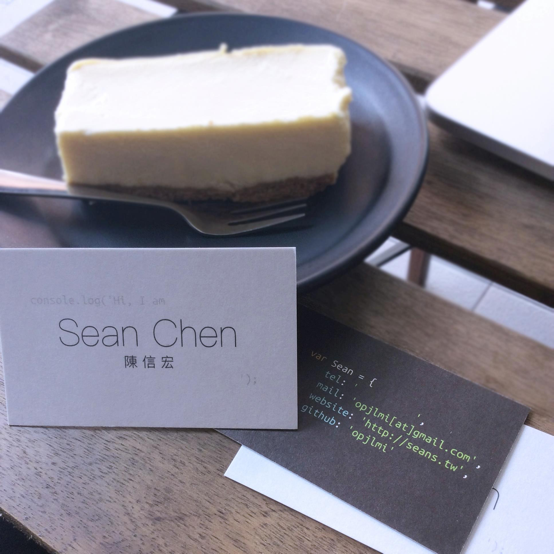 console.log('Hi, I am
Sean Chen
陳信宏
);
var Sean = {
tel: ' ',
mail: 'opjlmi[at]gmail.com',
website: 'http://seans.tw',
github: 'opjlmi'